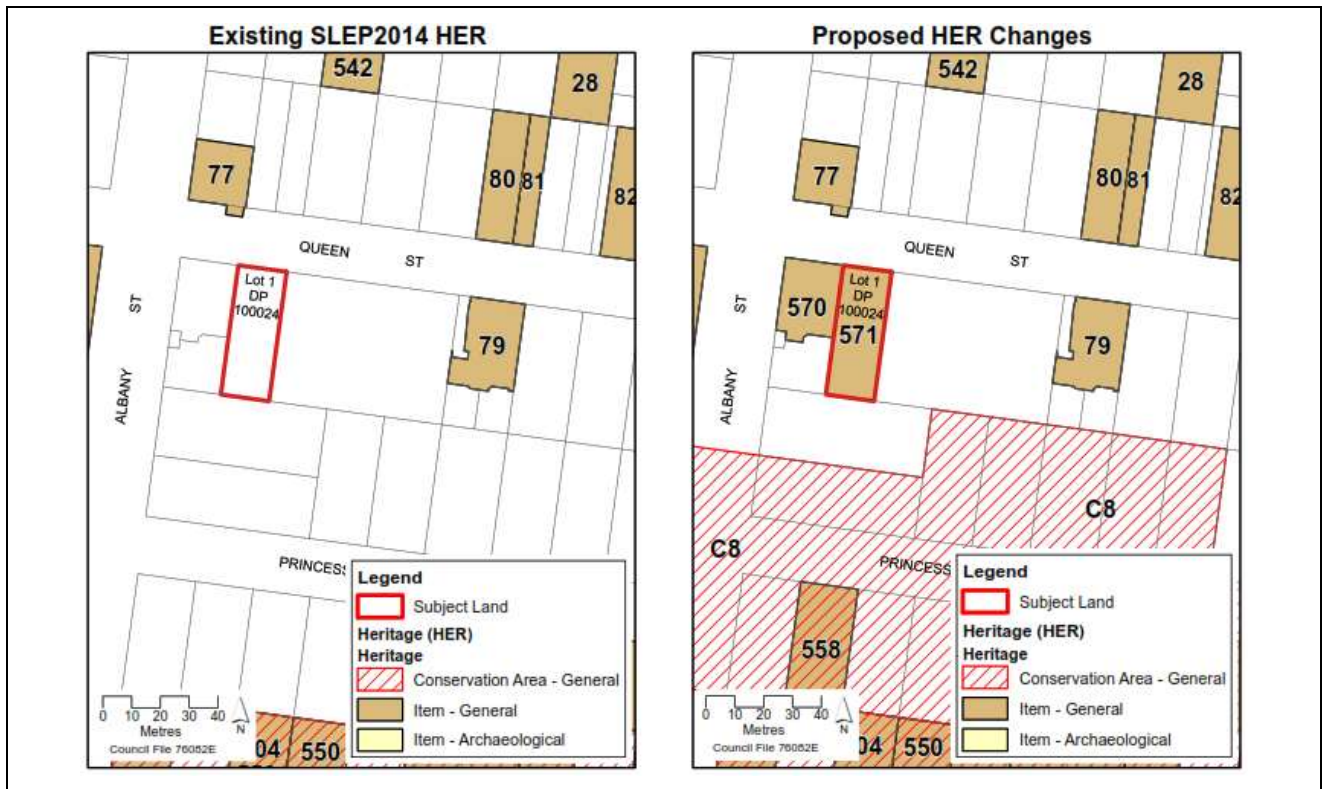 Existing SLEP2014 HER
542
28
77
80
81
82
QUEEN ST
Lot 1
DP
100024
ST
79
ALBANY
PRINCESS
Legend
Subject Land
Heritage (HER)
Heritage
Conservation Area - General
Item - General
Item - Archaeological
0 10 20 30 40
Metres
N
Council File 76082E
04
550
Proposed HER Changes
542
28
77
80
81
82
QUEEN ST
Lot 1
DP
100024
570
571
ST
79
ALBANY
C8
C8
PRINCESS
558
Legend
Subject Land
Heritage (HER)
Heritage
Conservation Area - General
Item - General
Item - Archaeological
0 10 20 30 40
Metres
N
Council File 76082E
04
550